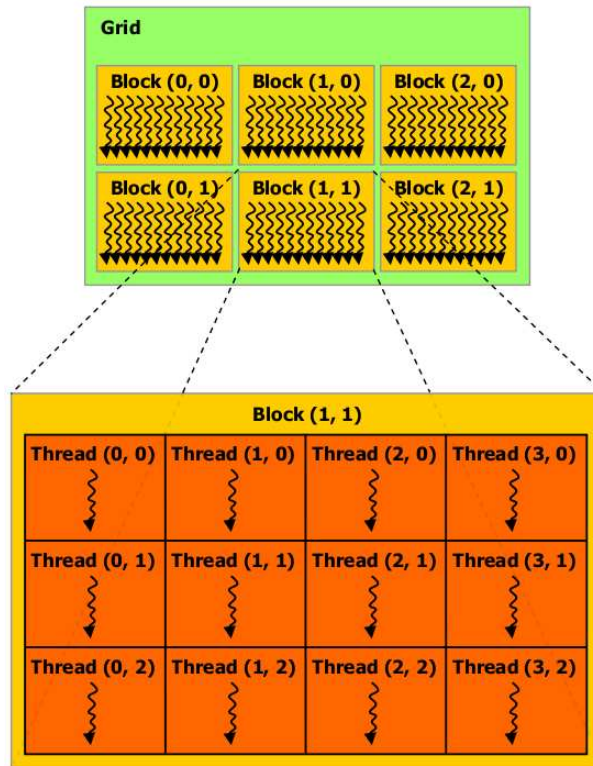 Grid
Block (0, 0) Block (1, 0) Block (2, 0)
Block (0, 1) Block (1, 1) Block (2, 1)
Block (1, 1)
Thread (0, 0) Thread (1, 0) Thread (2, 0) Thread (3, 0)
Thread (0, 1) Thread (1, 1) Thread (2, 1) Thread (3, 1)
Thread (0, 2) Thread (1, 2) Thread (2, 2) Thread (3, 2)